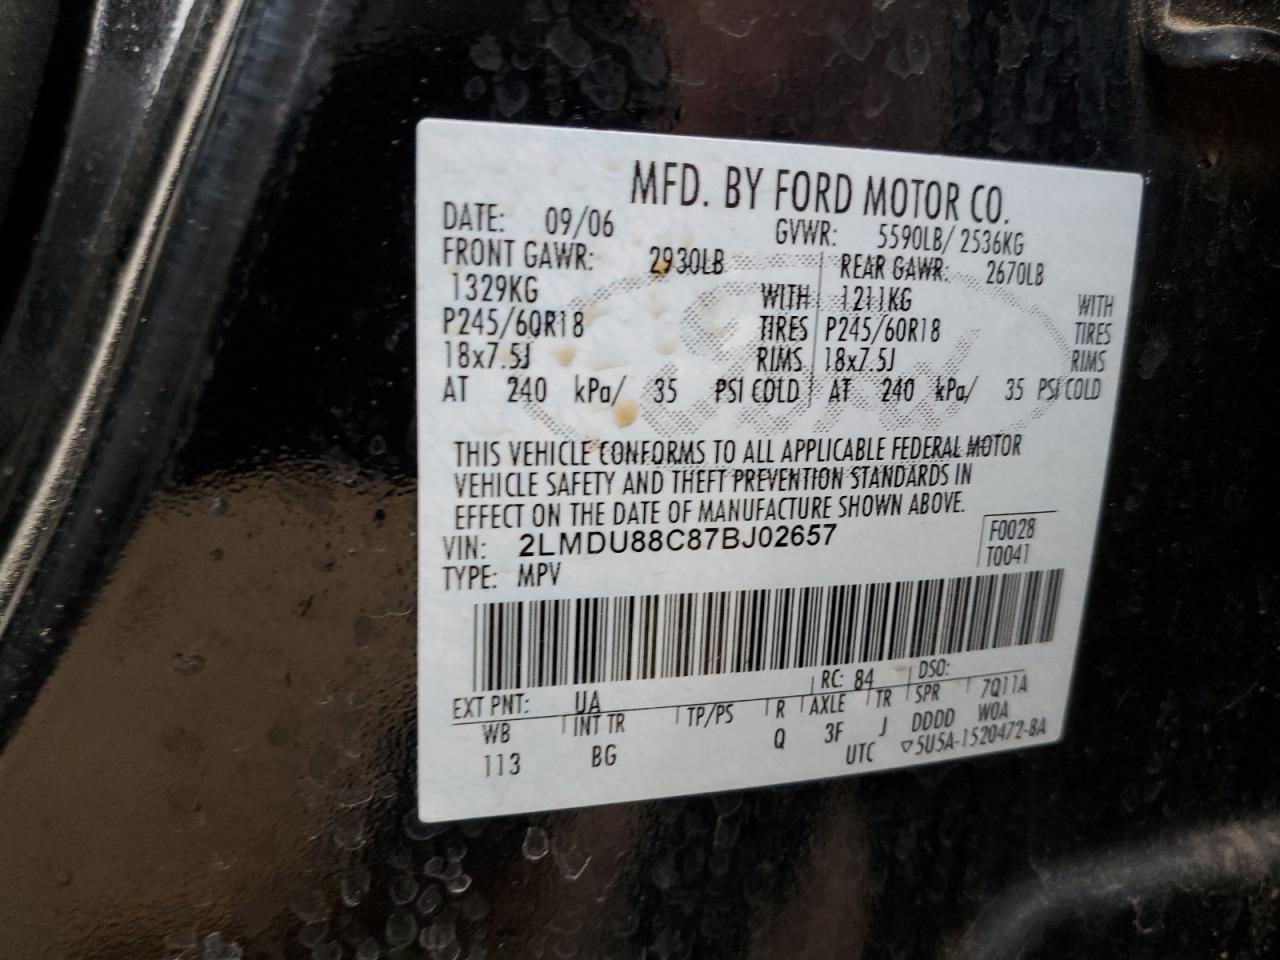 MFD. BY FORD MOTOR CO.
DATE: 09/06 GVWR: 5590LB/ 2536KG
FRONT GAWR: 2930LB REAR GAWR: 2670LB
1329KG WITH 1211KG WITH
P245/60R18 TIRES P245/60R18 TIRES
18x7.5J RIMS 18x7.5J RIMS
AT 240 kPa/ 35 PSI COLD AT 240 kPa/ 35 PSI COLD
THIS VEHICLE CONFORMS TO ALL APPLICABLE FEDERAL MOTOR
VEHICLE SAFETY AND THEFT PREVENTION STANDARDS IN
EFFECT ON THE DATE OF MANUFACTURE SHOWN ABOVE.
VIN: 2LMDU88C87BJ02657 F0028
TYPE: MPV T0041
EXT PNT: UA RC: 84 DSO:
WB INT TR TP/PS R AXLE TR SPR 7Q11A
113 BG Q 3F J DDDD WOA
UTC ▽5U5A-1520472-BA